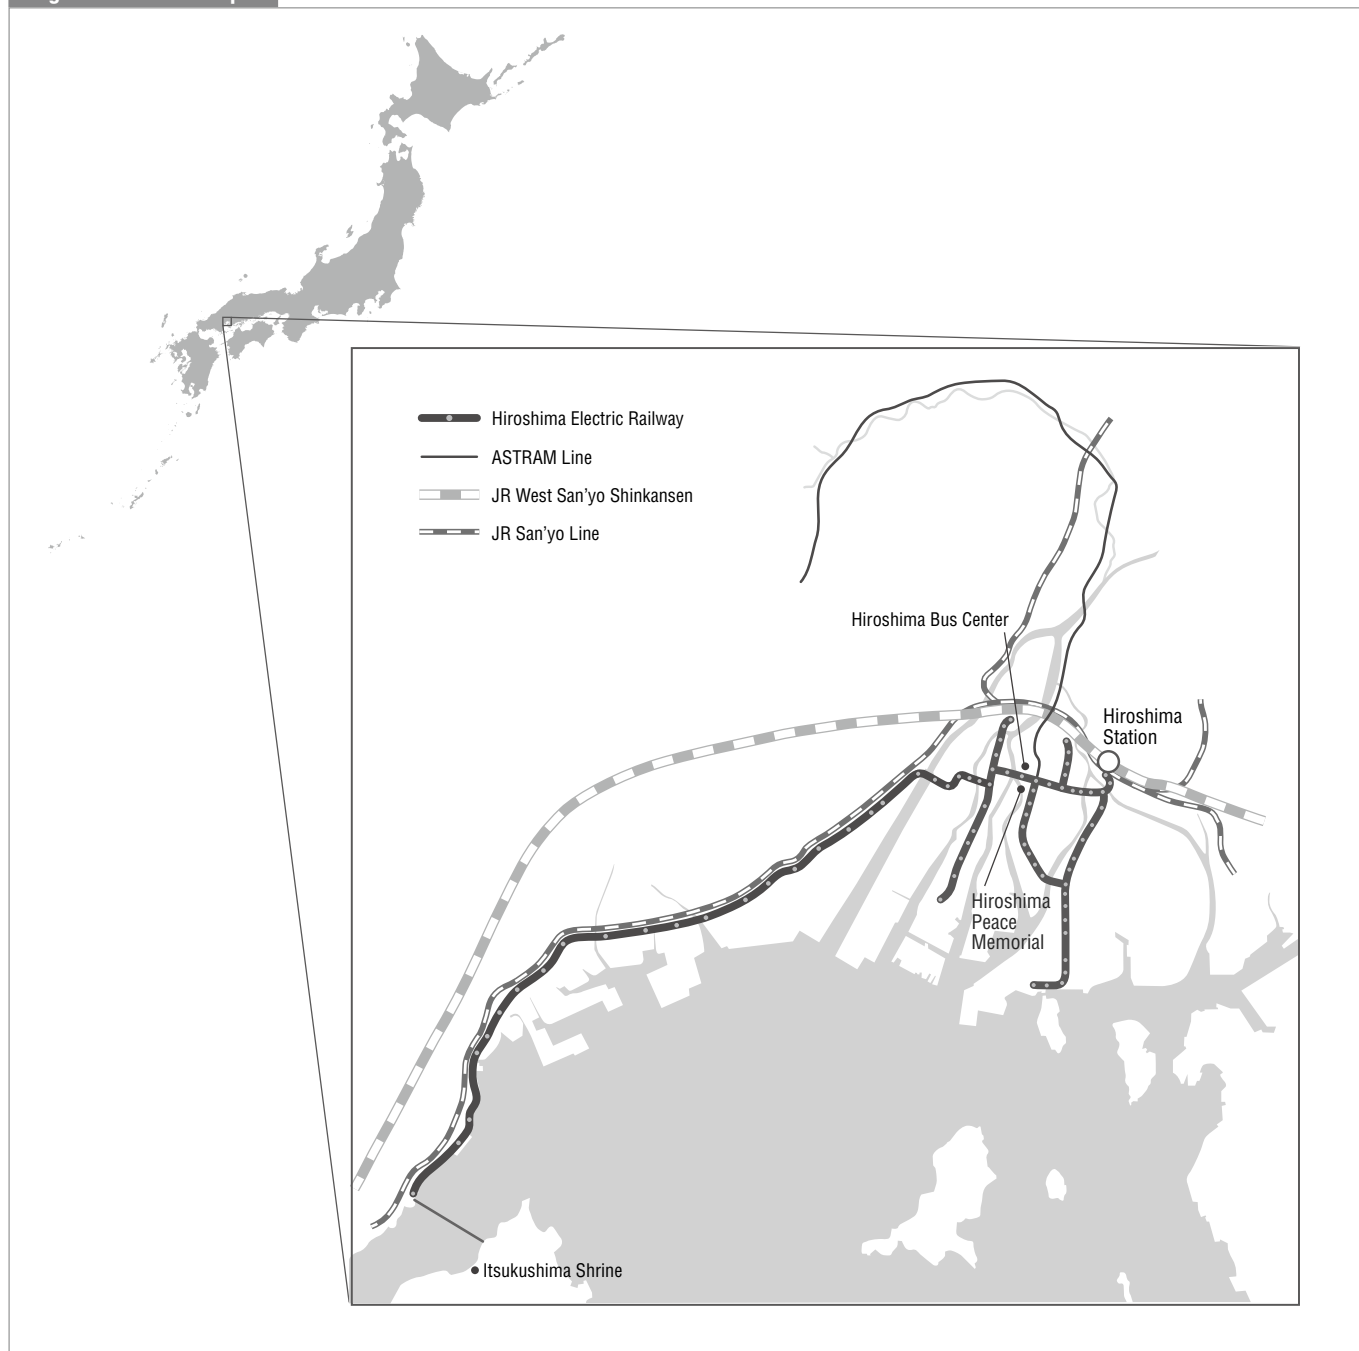 Hiroshima Electric Railway
ASTRAM Line
JR West San'yo Shinkansen
JR San'yo Line
Hiroshima Bus Center
Hiroshima
Station
Hiroshima
Peace
Memorial
Itsukushima Shrine